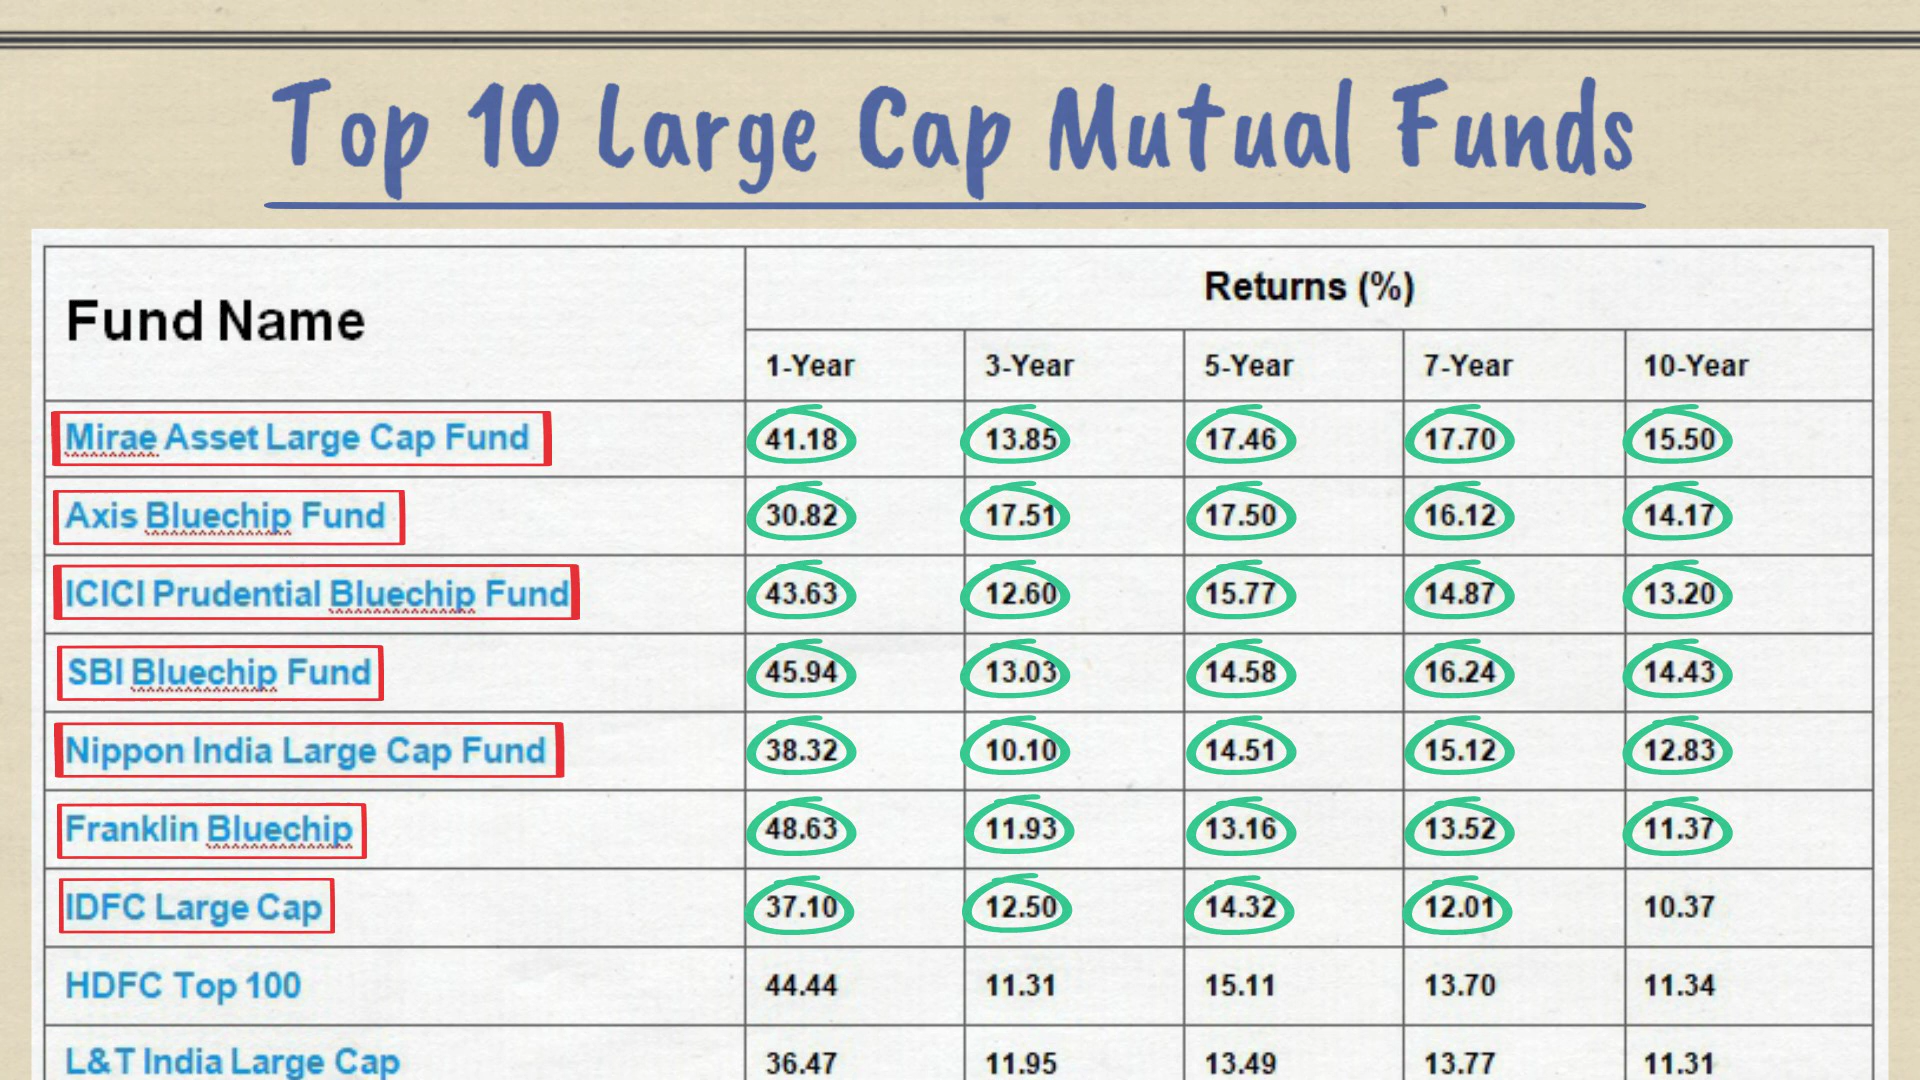 Top 10 Large Cap Mutual Funds
Fund Name
Returns (%)
1-Year 3-Year 5-Year 7-Year 10-Year
Mirae Asset Large Cap Fund 41.18 13.85 17.46 17.70 15.50
Axis Bluechip Fund 30.82 17.51 17.50 16.12 14.17
ICICI Prudential Bluechip Fund 43.63 12.60 15.77 14.87 13.20
SBI Bluechip Fund 45.94 13.03 14.58 16.24 14.43
Nippon India Large Cap Fund 38.32 10.10 14.51 15.12 12.83
Franklin Bluechip 48.63 11.93 13.16 13.52 11.37
IDFC Large Cap 37.10 12.50 14.32 12.01 10.37
HDFC Top 100 44.44 11.31 15.11 13.70 11.34
L&T India Large Cap 36.47 11.95 13.49 13.77 11.31